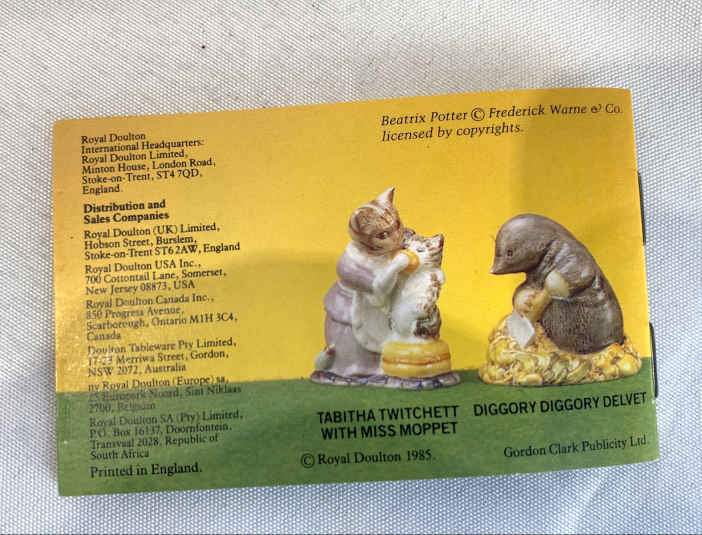 Royal Doulton
International Headquarters:
Royal Doulton Limited,
Minton House, London Road,
Stoke-on-Trent, ST4 7QD,
England.
Distribution and
Sales Companies
Royal Doulton (UK) Limited,
Hobson Street, Burslem,
Stoke-on-Trent ST6 2AW, England
Royal Doulton USA Inc.,
700 Cottontail Lane, Somerset,
New Jersey 08873, USA
Royal Doulton Canada Inc.,
850 Progress Avenue,
Scarborough, Ontario M1H 3C4,
Canada
Doulton Tableware Pty Limited,
17-23 Merriwa Street, Gordon,
NSW 2072, Australia
nv Royal Doulton (Europe) sa,
25 Europark Noord, Sint Niklaas
2700, Belgium
Royal Doulton SA (Pty) Limited,
P.O. Box 16137, Doornfontein,
Transvaal 2028, Republic of
South Africa
Printed in England.
Beatrix Potter © Frederick Warne & Co.
licensed by copyrights.
TABITHA TWITCHETT
WITH MISS MOPPET
DIGGORY DIGGORY DELVET
© Royal Doulton 1985.
Gordon Clark Publicity Ltd.